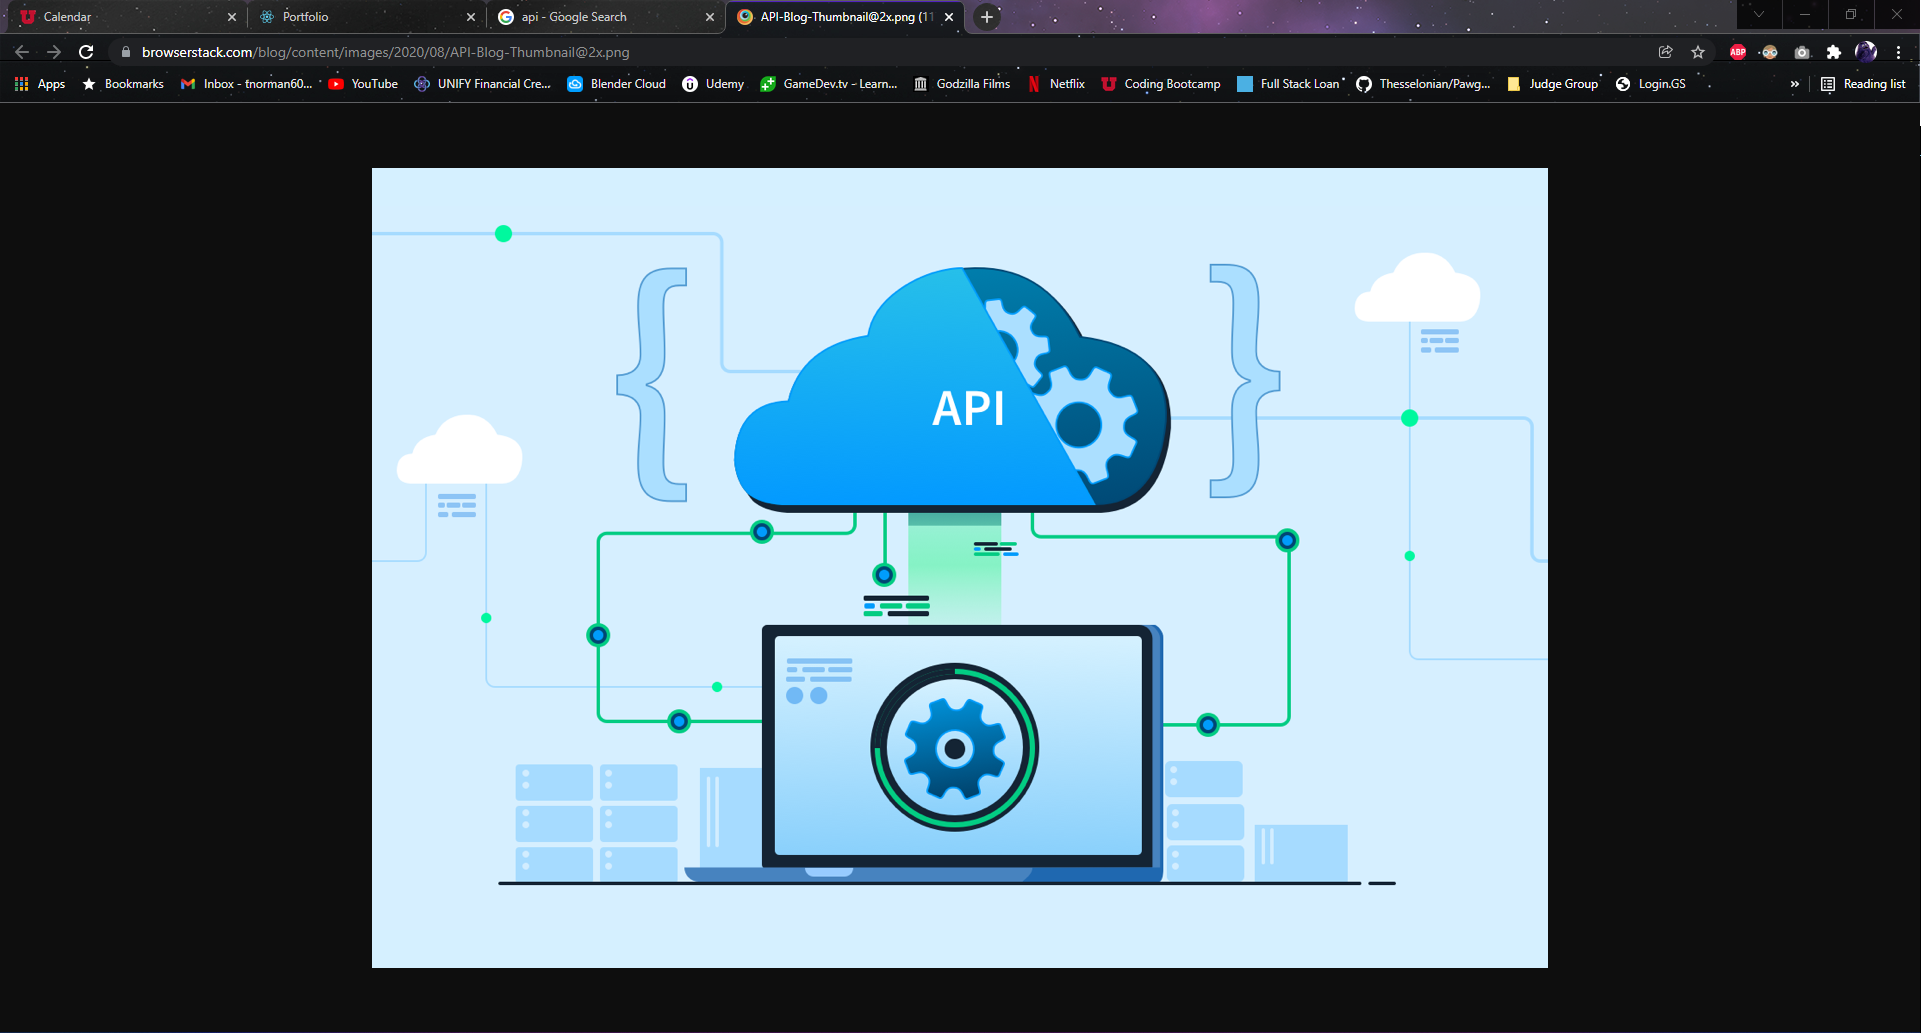 Calendar
Portfolio
api - Google Search
API-Blog-Thumbnail@2x.png (11
browserstack.com/blog/content/images/2020/08/API-Blog-Thumbnail@2x.png
ABP
Apps
Bookmarks
Inbox - tnorman60...
YouTube
UNIFY Financial Cre...
Blender Cloud
Udemy
GameDev.tv - Learn...
Godzilla Films
Netflix
Coding Bootcamp
Full Stack Loan
Thesselonian/Pawg...
Judge Group
Login.GS
»
Reading list
{ API }